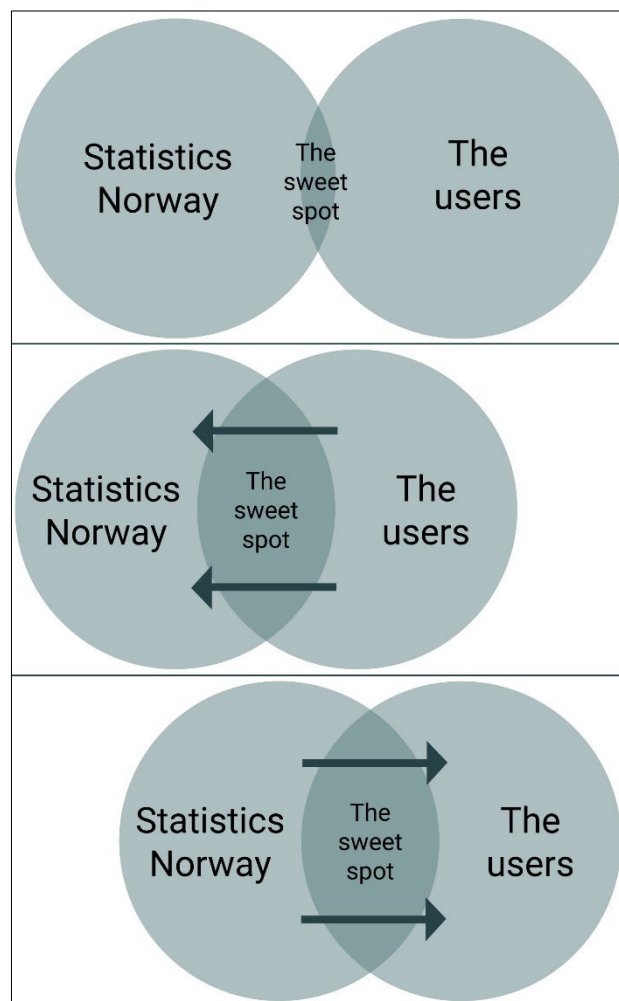 Statistics
Norway
The
sweet
spot
The
users
Statistics
Norway
The
sweet
spot
The
users
Statistics
Norway
The
sweet
spot
The
users